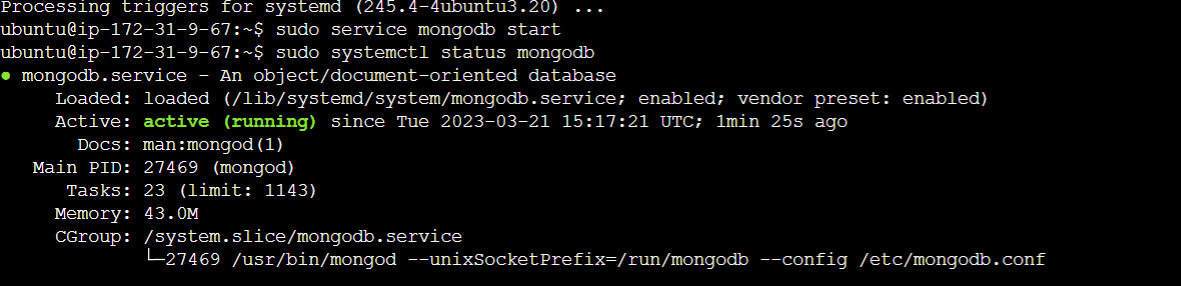 Processing triggers for systemd (245.4-4ubuntu3.20) ...
ubuntu@ip-172-31-9-67:~$ sudo service mongodb start
ubuntu@ip-172-31-9-67:~$ sudo systemctl status mongodb
● mongodb.service - An object/document-oriented database
     Loaded: loaded (/lib/systemd/system/mongodb.service; enabled; vendor preset: enabled)
     Active: active (running) since Tue 2023-03-21 15:17:21 UTC; 1min 25s ago
       Docs: man:mongod(1)
   Main PID: 27469 (mongod)
      Tasks: 23 (limit: 1143)
     Memory: 43.0M
     CGroup: /system.slice/mongodb.service
             └─27469 /usr/bin/mongod --unixSocketPrefix=/run/mongodb --config /etc/mongodb.conf